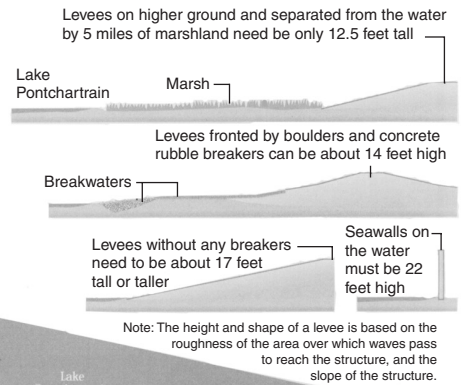 Levees on higher ground and separated from the water
by 5 miles of marshland need be only 12.5 feet tall
Lake
Pontchartrain
Marsh
Levees fronted by boulders and concrete
rubble breakers can be about 14 feet high
Breakwaters
Levees without any breakers
need to be about 17 feet
tall or taller
Seawalls on
the water
must be 22
feet high
Note: The height and shape of a levee is based on the
roughness of the area over which waves pass
to reach the structure, and the
slope of the structure.
Lake